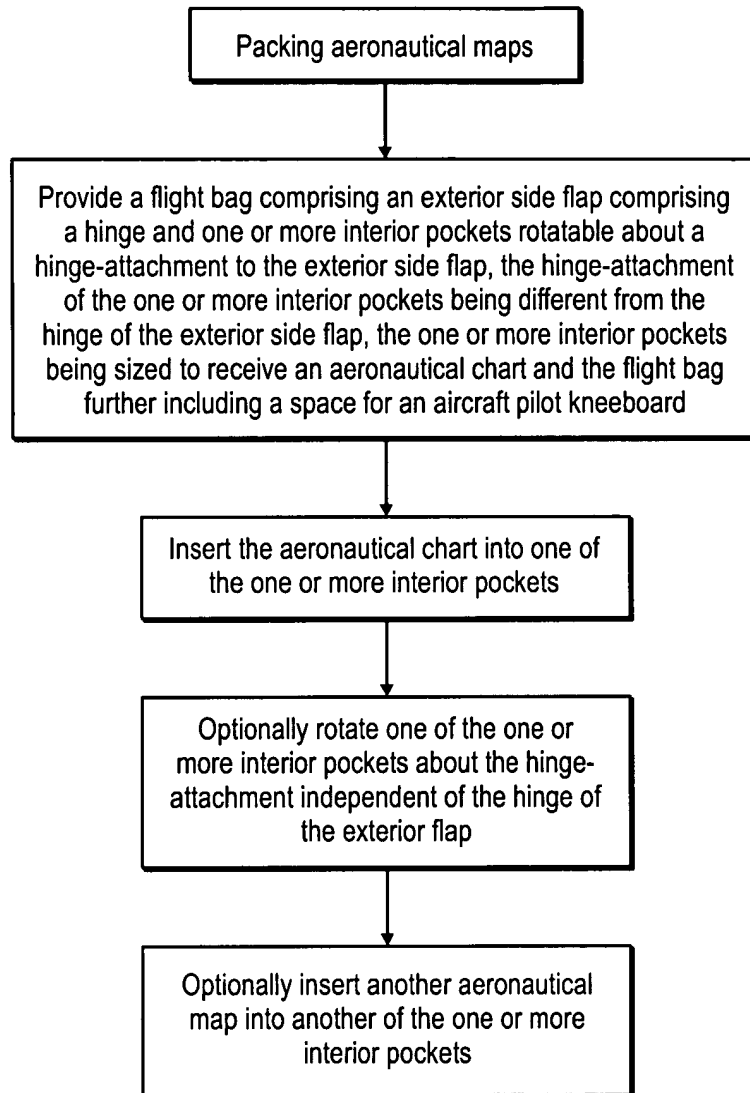 Packing aeronautical maps
Provide a flight bag comprising an exterior side flap comprising
a hinge and one or more interior pockets rotatable about a
hinge-attachment to the exterior side flap, the hinge-attachment
of the one or more interior pockets being different from the
hinge of the exterior side flap, the one or more interior pockets
being sized to receive an aeronautical chart and the flight bag
further including a space for an aircraft pilot kneeboard
Insert the aeronautical chart into one of
the one or more interior pockets
Optionally rotate one of the one or
more interior pockets about the hinge-
attachment independent of the hinge of
the exterior flap
Optionally insert another aeronautical
map into another of the one or more
interior pockets